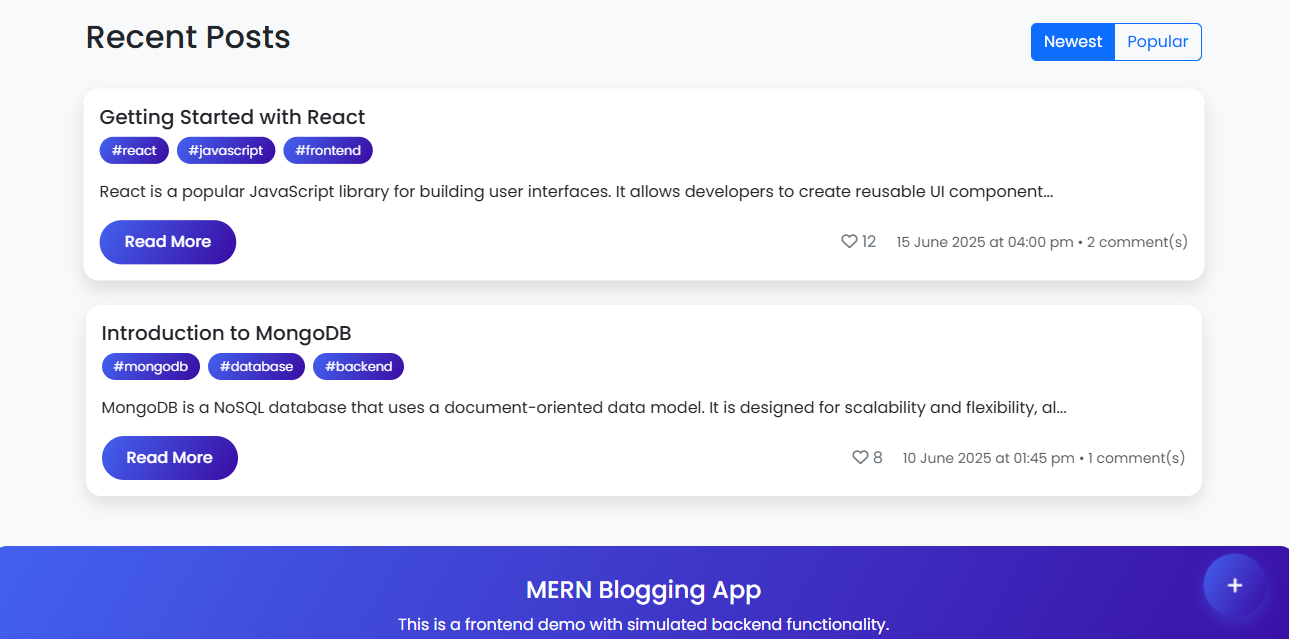 Recent Posts
Newest Popular
Getting Started with React
#react #javascript #frontend
React is a popular JavaScript library for building user interfaces. It allows developers to create reusable UI component...
Read More 12 15 June 2025 at 04:00 pm • 2 comment(s)
Introduction to MongoDB
#mongodb #database #backend
MongoDB is a NoSQL database that uses a document-oriented data model. It is designed for scalability and flexibility, al...
Read More 8 10 June 2025 at 01:45 pm • 1 comment(s)
+
MERN Blogging App
This is a frontend demo with simulated backend functionality.